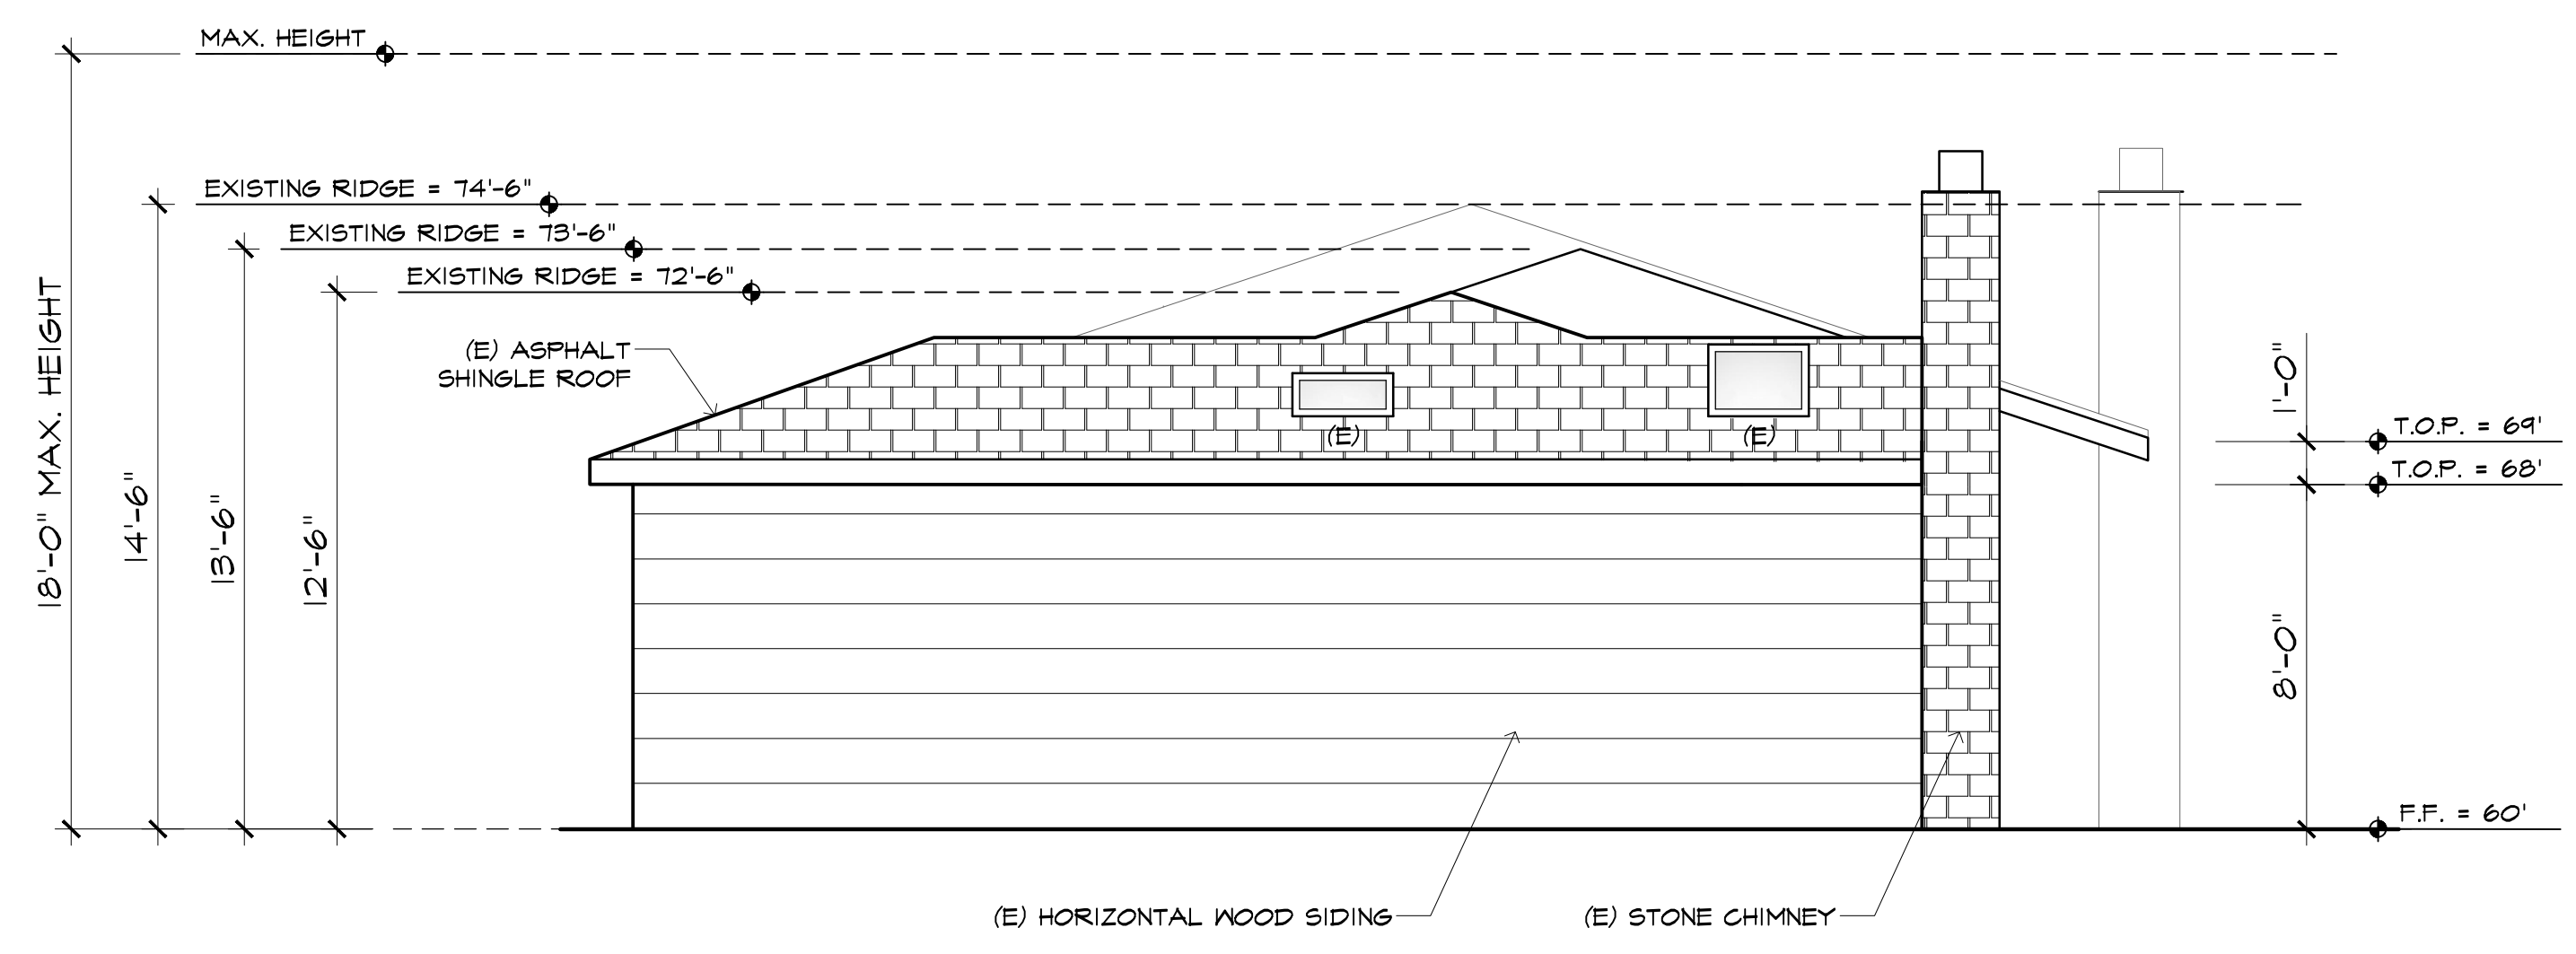 MAX. HEIGHT
EXISTING RIDGE = 74'-6"
EXISTING RIDGE = 73'-6"
EXISTING RIDGE = 72'-6"
18'-0" MAX. HEIGHT
14'-6"
13'-6"
12'-6"
(E) ASPHALT
SHINGLE ROOF
(E)
(E)
1'-0"
T.O.P. = 69'
T.O.P. = 68'
8'-0"
F.F. = 60'
(E) HORIZONTAL WOOD SIDING
(E) STONE CHIMNEY